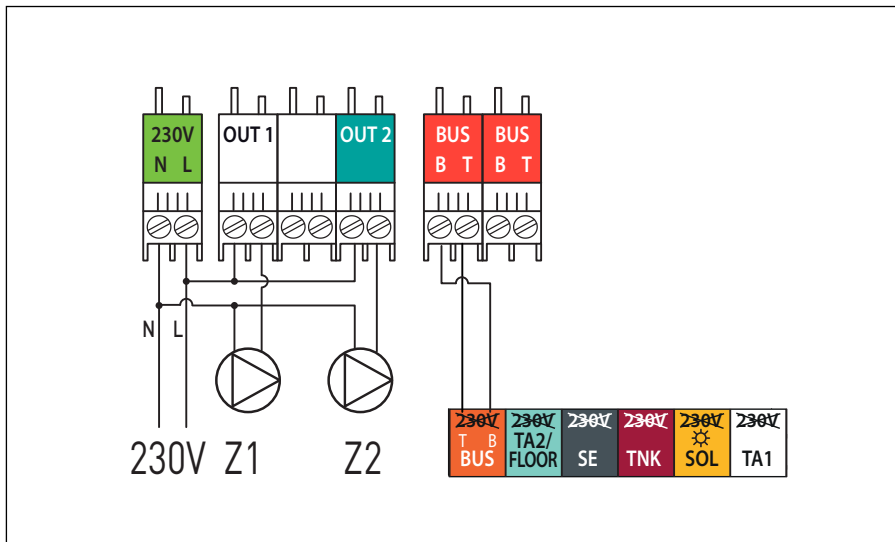 230V
N L
OUT 1
OUT 2
BUS
B T
BUS
B T
N L
230V Z1 Z2
230V 230V 230V 230V 230V 230V
T B
BUS
TA2/
FLOOR
SE
TNK
SOL
TA1